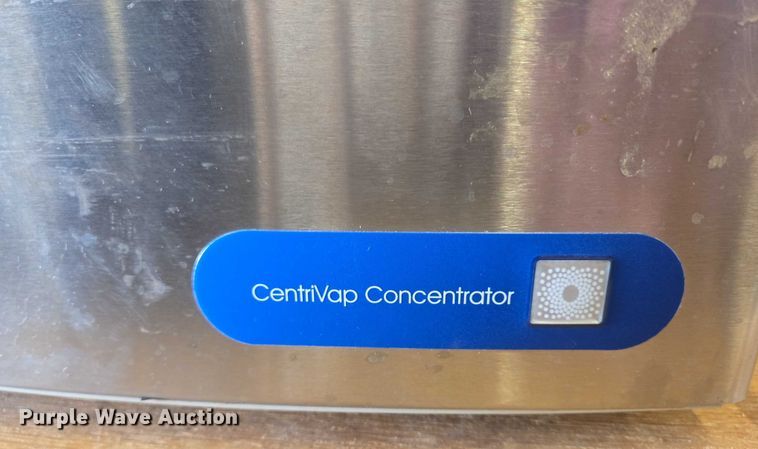 CentriVap Concentrator
Purple Wave Auction